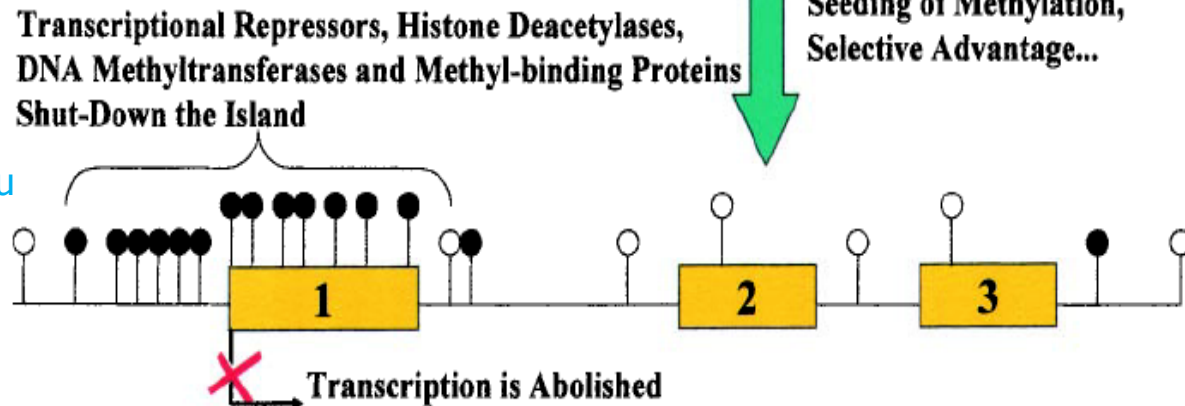 Seeding of Methylation,
Selective Advantage...
Transcriptional Repressors, Histone Deacetylases,
DNA Methyltransferases and Methyl-binding Proteins
Shut-Down the Island
u
1
2
3
Transcription is Abolished